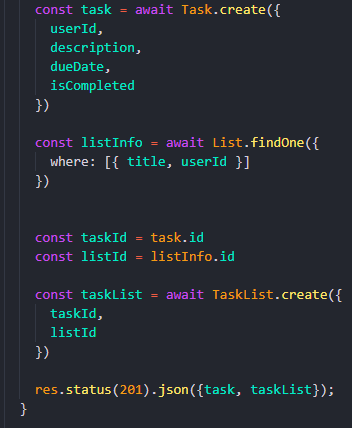 const task = await Task.create({
userId,
description,
dueDate,
isCompleted
})
const listInfo = await List.findOne({
where: [{ title, userId }]
})
const taskId = task.id
const listId = listInfo.id
const taskList = await TaskList.create({
taskId,
listId
})
res.status(201).json({task, taskList});
}